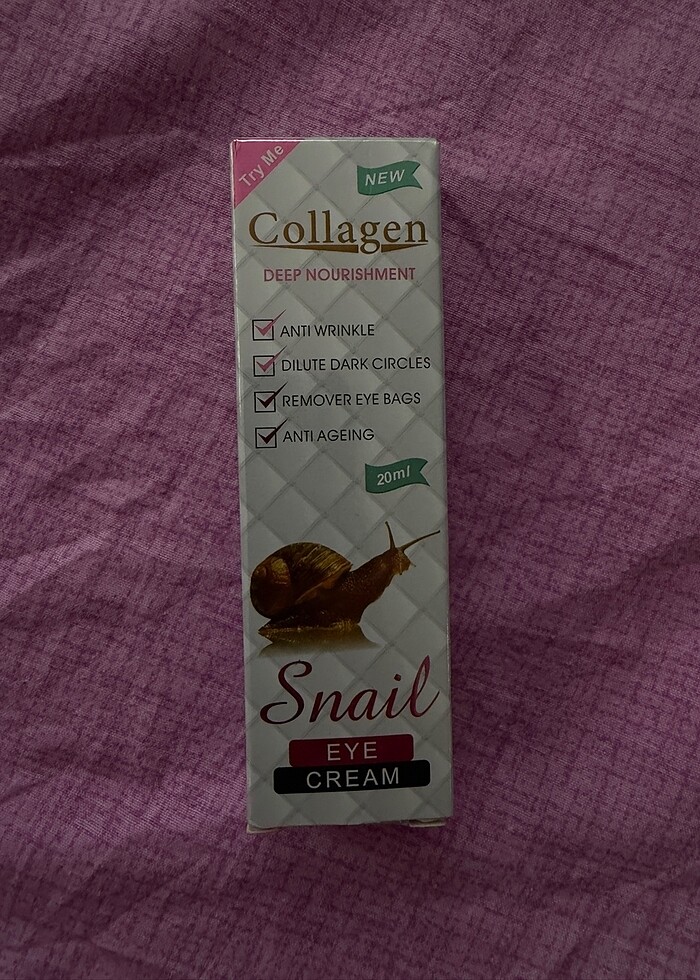 Try Me
NEW
Collagen
DEEP NOURISHMENT
ANTI WRINKLE
DILUTE DARK CIRCLES
REMOVER EYE BAGS
ANTI AGEING
20ml
Snail
EYE
CREAM